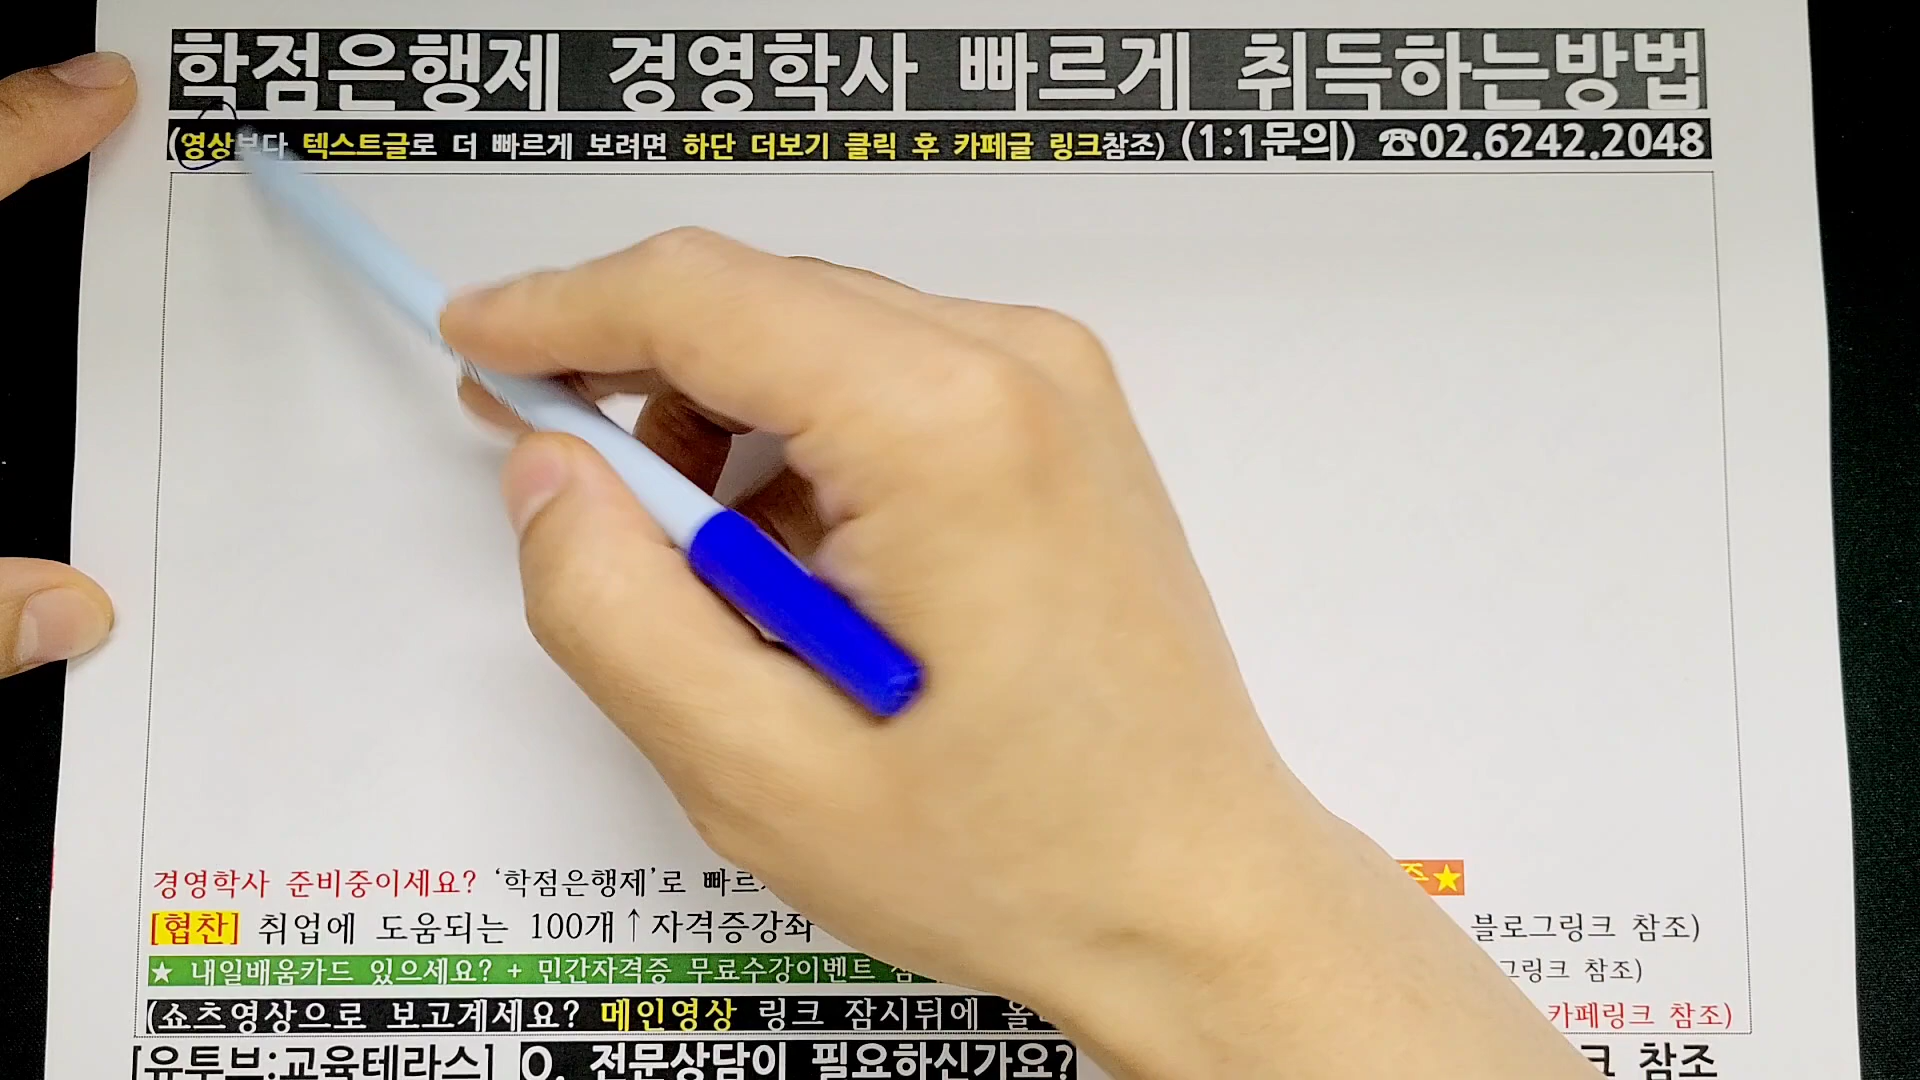 학점은행제 경영학사 빠르게 취득하는방법
(영상보다 텍스트글로 더 빠르게 보려면 하단 더보기 클릭 후 카페글 링크참조) (1:1문의) ☎02.6242.2048
경영학사 준비중이세요? ‘학점은행제’로 ★
[협찬] 취업에 도움되는 100개↑자격증강좌 블로그링크 참조)
★ 내일배움카드 있으세요? + 민간자격증 무료수강이벤트 참조)
(쇼츠영상으로 보고계세요? 메인영상 링크 잠시뒤에 카페링크 참조)
[유투브:교육테라스] Q. 전문상담이 필요하신가요? 참조